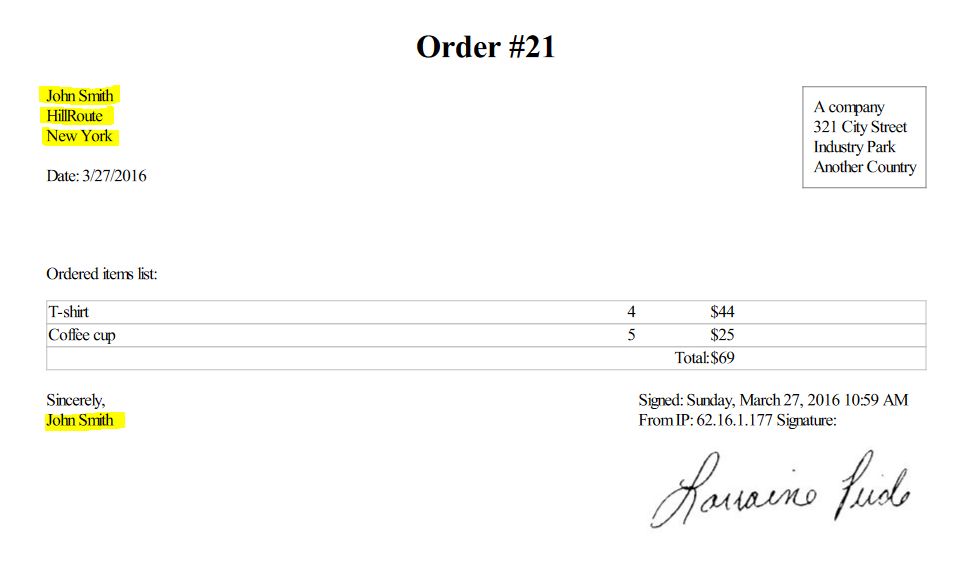 Order #21
John Smith
HillRoute
New York
Date: 3/27/2016
A company
321 City Street
Industry Park
Another Country
Ordered items list:
T-shirt 4 $44
Coffee cup 5 $25
Total:$69
Sincerely,
John Smith
Signed: Sunday, March 27, 2016 10:59 AM
From IP: 62.16.1.177 Signature:
Lorraine